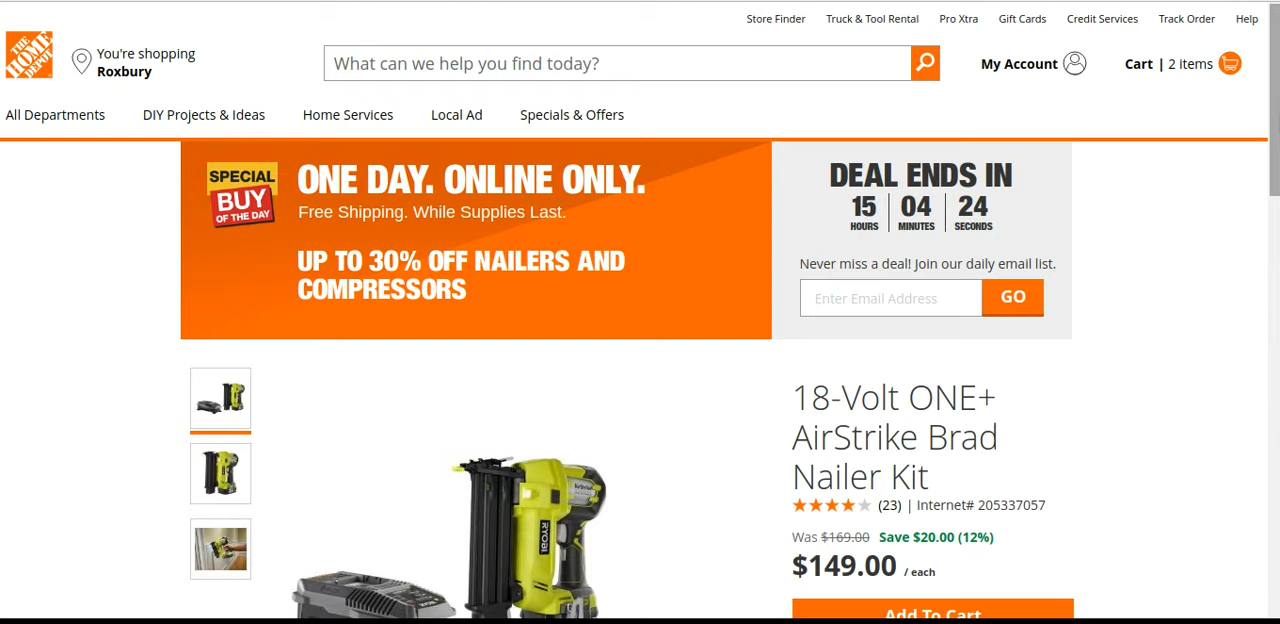 Store Finder Truck & Tool Rental Pro Xtra Gift Cards Credit Services Track Order Help
THE HOME DEPOT
You're shopping
Roxbury
What can we help you find today?
My Account
Cart | 2 items
All Departments DIY Projects & Ideas Home Services Local Ad Specials & Offers
SPECIAL
BUY
OF THE DAY
ONE DAY. ONLINE ONLY.
Free Shipping. While Supplies Last.
UP TO 30% OFF NAILERS AND
COMPRESSORS
DEAL ENDS IN
15 04 24
HOURS MINUTES SECONDS
Never miss a deal! Join our daily email list.
Enter Email Address GO
RYOBI
18-Volt ONE+
AirStrike Brad
Nailer Kit
(23) | Internet# 205337057
Was $169.00 Save $20.00 (12%)
$149.00 / each
Add To Cart